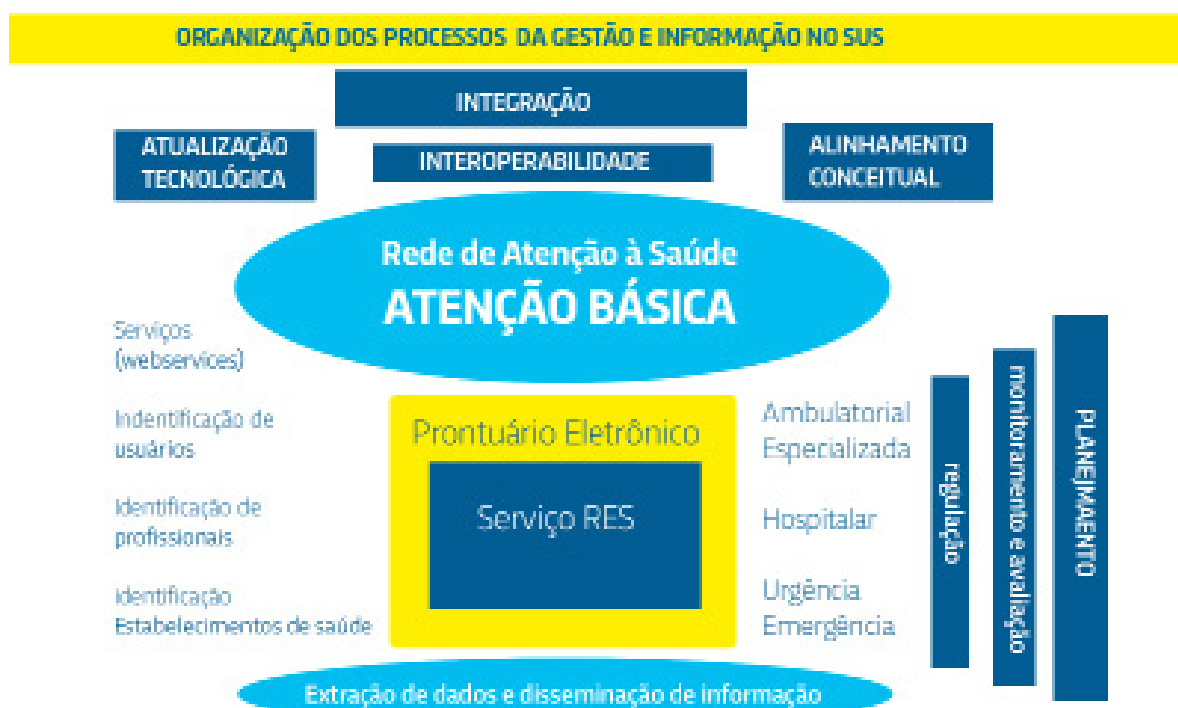 ORGANIZAÇÃO DOS PROCESSOS DA GESTÃO E INFORMAÇÃO NO SUS
INTEGRAÇÃO
ATUALIZAÇÃO
TECNOLÓGICA
INTEROPERABILIDADE
ALINHAMENTO
CONCEITUAL
Rede de Atenção à Saúde
ATENÇÃO BÁSICA
Serviços
(webservices)
Indentificação de
usuários
Identificação de
profissionais
Identificação
Estabelecimentos de saúde
Prontuário Eletrônico
Serviço RES
Ambulatorial
Especializada
Hospitalar
Urgência
Emergência
regulação
monitoramento e avaliação
PLANEJMAENTO
Extração de dados e disseminação de informação